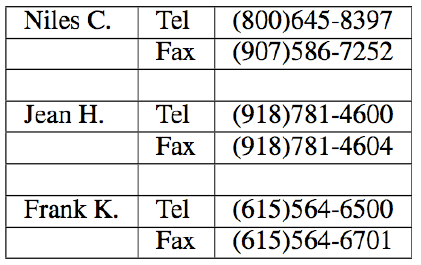 Niles C. Tel (800)645-8397
Fax (907)586-7252
Jean H. Tel (918)781-4600
Fax (918)781-4604
Frank K. Tel (615)564-6500
Fax (615)564-6701